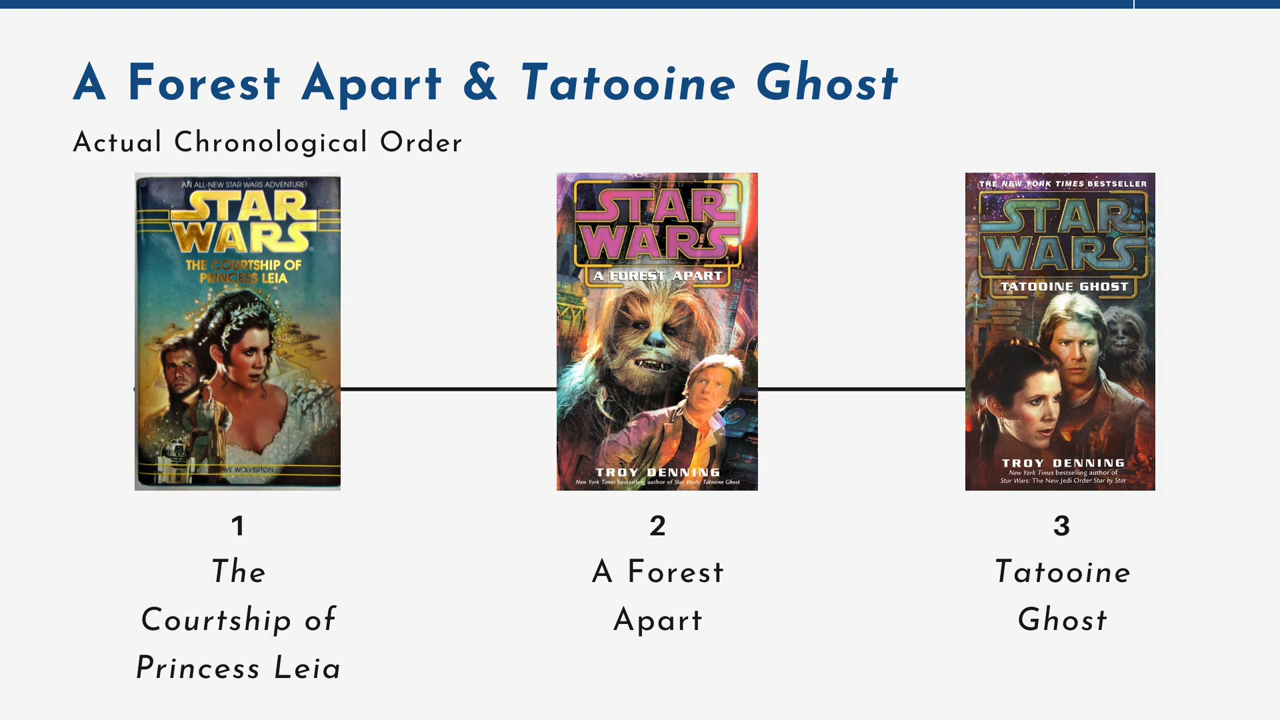 A Forest Apart & Tatooine Ghost
Actual Chronological Order
AN ALL-NEW STAR WARS ADVENTURE!
STAR
WARS
THE COURTSHIP OF
PRINCESS LEIA
WOLVERTON
STAR
WARS
A FOREST APART
TROY DENNING
New York Times bestselling author of Star Wars: Tatooine Ghost
THE NEW YORK TIMES BESTSELLER
STAR
WARS
TATOOINE GHOST
TROY DENNING
New York Times bestselling author of
Star Wars: The New Jedi Order Star by Star
1
The
Courtship of
Princess Leia
2
A Forest
Apart
3
Tatooine
Ghost